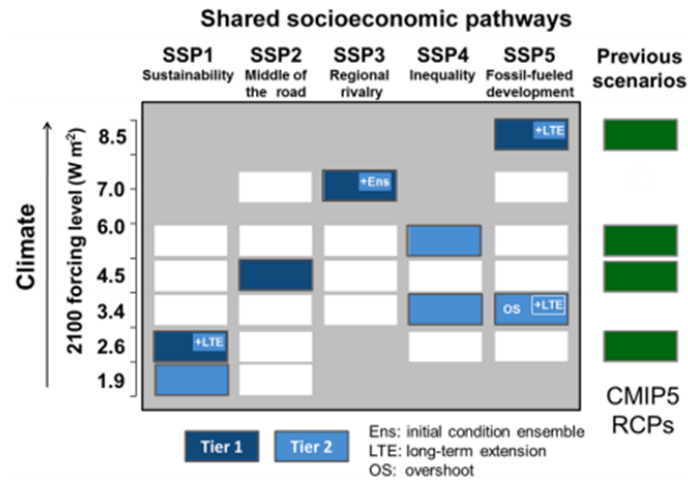 Shared socioeconomic pathways
SSP1 SSP2 SSP3 SSP4 SSP5
Sustainability Middle of the road Regional rivalry Inequality Fossil-fueled development
Previous scenarios
Climate
2100 forcing level (W m²)
8.5 +LTE
7.0 +Ens
6.0
4.5
3.4 OS +LTE
2.6 +LTE
1.9
CMIP5
RCPs
Tier 1 Tier 2
Ens: initial condition ensemble
LTE: long-term extension
OS: overshoot